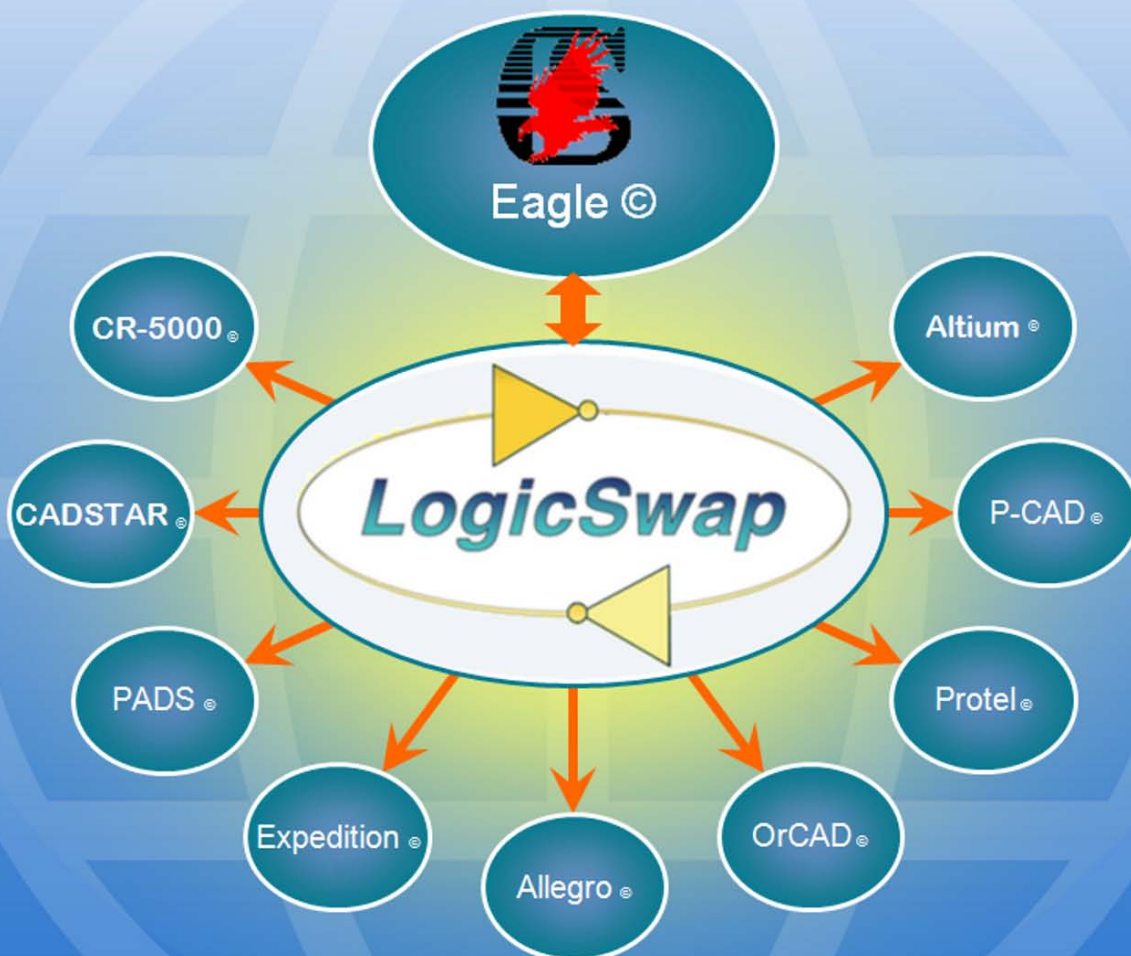 Eagle ©
CR-5000 ©
Altium ©
LogicSwap
CADSTAR ©
P-CAD ©
PADS ©
Protel ©
Expedition ©
OrCAD ©
Allegro ©